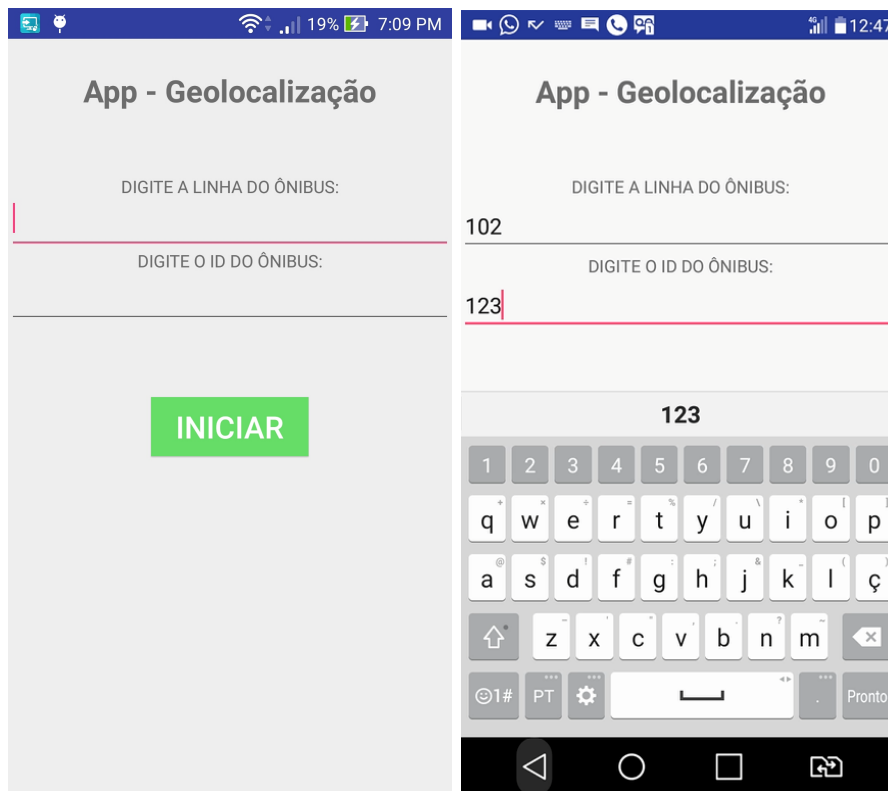 19% 7:09 PM
App - Geolocalização
DIGITE A LINHA DO ÔNIBUS:
DIGITE O ID DO ÔNIBUS:
INICIAR
4G 12:47
App - Geolocalização
DIGITE A LINHA DO ÔNIBUS:
102
DIGITE O ID DO ÔNIBUS:
123
123
1 2 3 4 5 6 7 8 9 0
q w e r t y u i o p
a s d f g h j k l ç
z x c v b n m
1# PT . Pronto